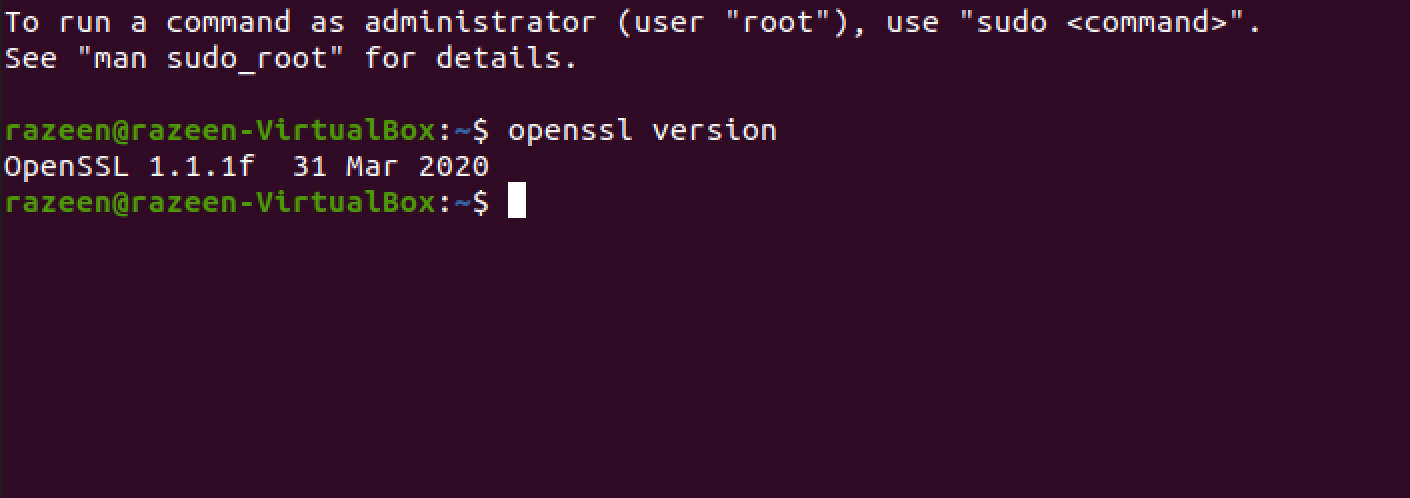 To run a command as administrator (user "root"), use "sudo <command>".
See "man sudo_root" for details.
razeen@razeen-VirtualBox:~$ openssl version
OpenSSL 1.1.1f  31 Mar 2020
razeen@razeen-VirtualBox:~$